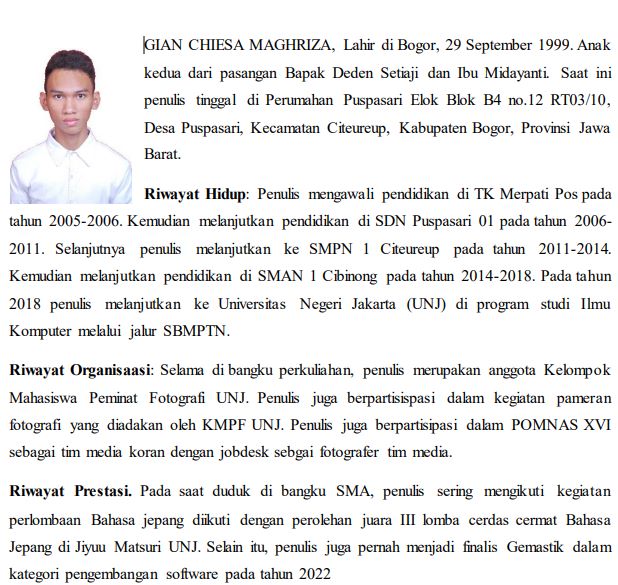 GIAN CHIESA MAGHRIZA, Lahir di Bogor, 29 September 1999. Anak
kedua dari pasangan Bapak Deden Setiaji dan Ibu Midayanti. Saat ini
penulis tinggal di Perumahan Puspasari Elok Blok B4 no.12 RT03/10,
Desa Puspasari, Kecamatan Citeureup, Kabupaten Bogor, Provinsi Jawa
Barat.
Riwayat Hidup: Penulis mengawali pendidikan di TK Merpati Pos pada
tahun 2005-2006. Kemudian melanjutkan pendidikan di SDN Puspasari 01 pada tahun 2006-
2011. Selanjutnya penulis melanjutkan ke SMPN 1 Citeureup pada tahun 2011-2014.
Kemudian melanjutkan pendidikan di SMAN 1 Cibinong pada tahun 2014-2018. Pada tahun
2018 penulis melanjutkan ke Universitas Negeri Jakarta (UNJ) di program studi Ilmu
Komputer melalui jalur SBMPTN.
Riwayat Organisaasi: Selama di bangku perkuliahan, penulis merupakan anggota Kelompok
Mahasiswa Peminat Fotografi UNJ. Penulis juga berpartisispasi dalam kegiatan pameran
fotografi yang diadakan oleh KMPF UNJ. Penulis juga berpartisipasi dalam POMNAS XVI
sebagai tim media koran dengan jobdesk sebgai fotografer tim media.
Riwayat Prestasi. Pada saat duduk di bangku SMA, penulis sering mengikuti kegiatan
perlombaan Bahasa jepang diikuti dengan perolehan juara III lomba cerdas cermat Bahasa
Jepang di Jiyuu Matsuri UNJ. Selain itu, penulis juga pernah menjadi finalis Gemastik dalam
kategori pengembangan software pada tahun 2022